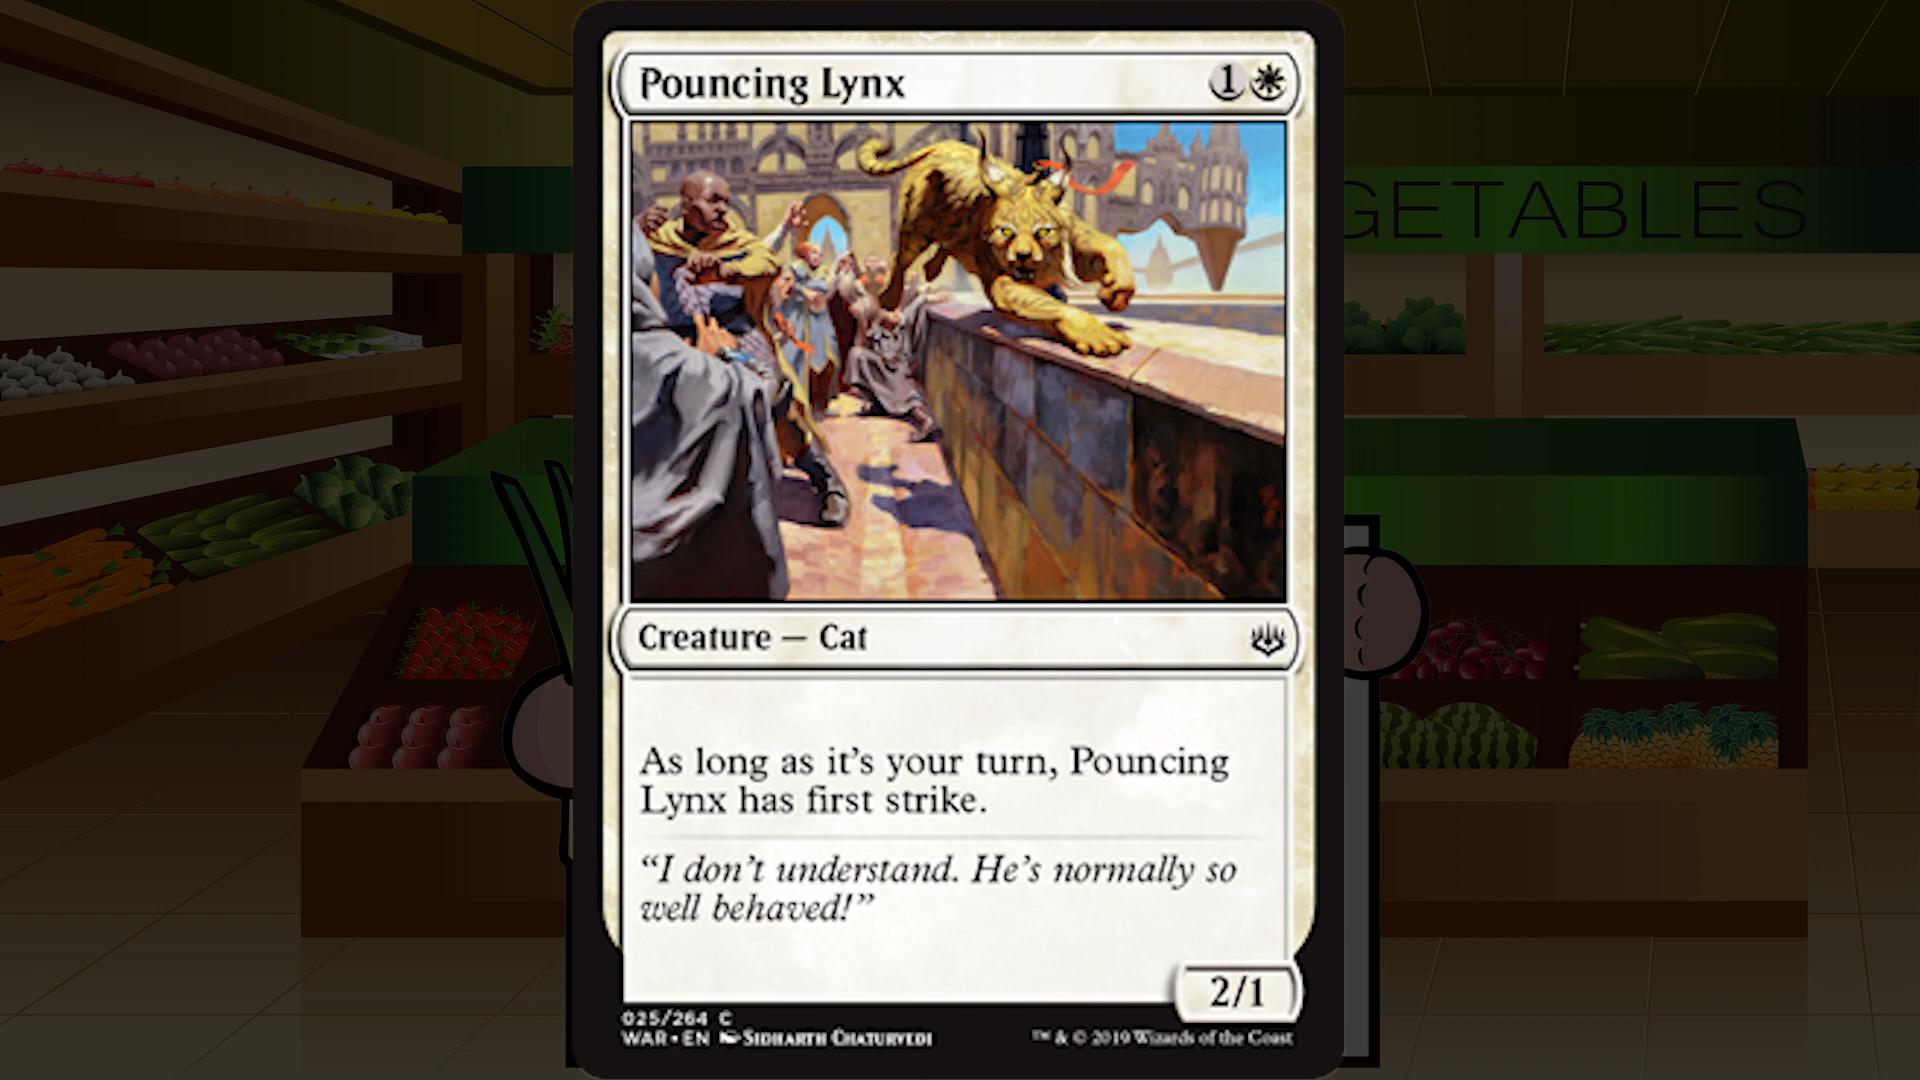 Pouncing Lynx 1
GETABLES
Creature — Cat
As long as it's your turn, Pouncing
Lynx has first strike.
“I don't understand. He's normally so
well behaved!”
2/1
025/264 C
WAR • EN SIDHARTH CHATURVEDI
™ & © 2019 Wizards of the Coast